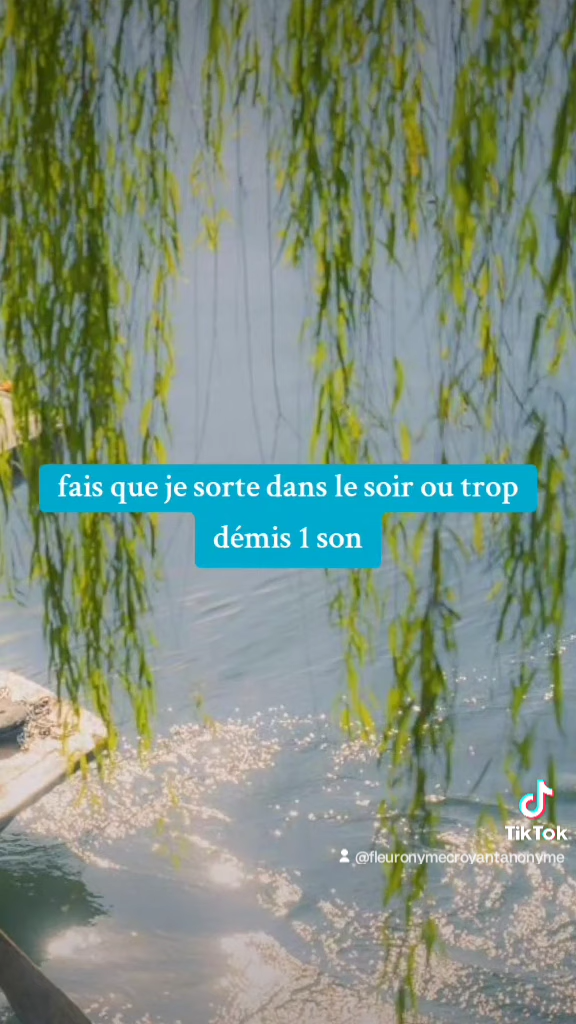 fais que je sorte dans le soir ou trop
démis 1 son
TikTok
@fleuronymecroyantanonyme